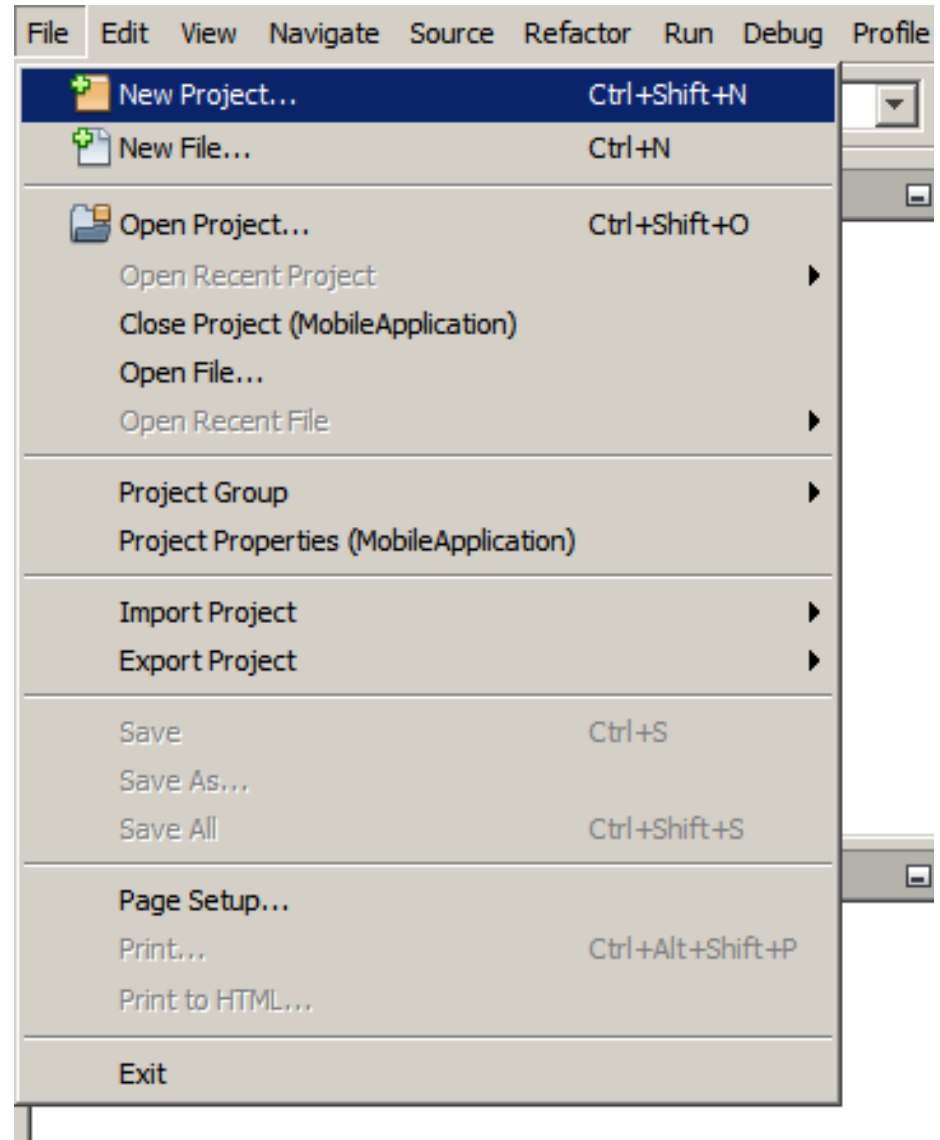 File Edit View Navigate Source Refactor Run Debug Profile
New Project... Ctrl+Shift+N
New File... Ctrl+N
Open Project... Ctrl+Shift+O
Open Recent Project
Close Project (MobileApplication)
Open File...
Open Recent File
Project Group
Project Properties (MobileApplication)
Import Project
Export Project
Save Ctrl+S
Save As...
Save All Ctrl+Shift+S
Page Setup...
Print... Ctrl+Alt+Shift+P
Print to HTML...
Exit